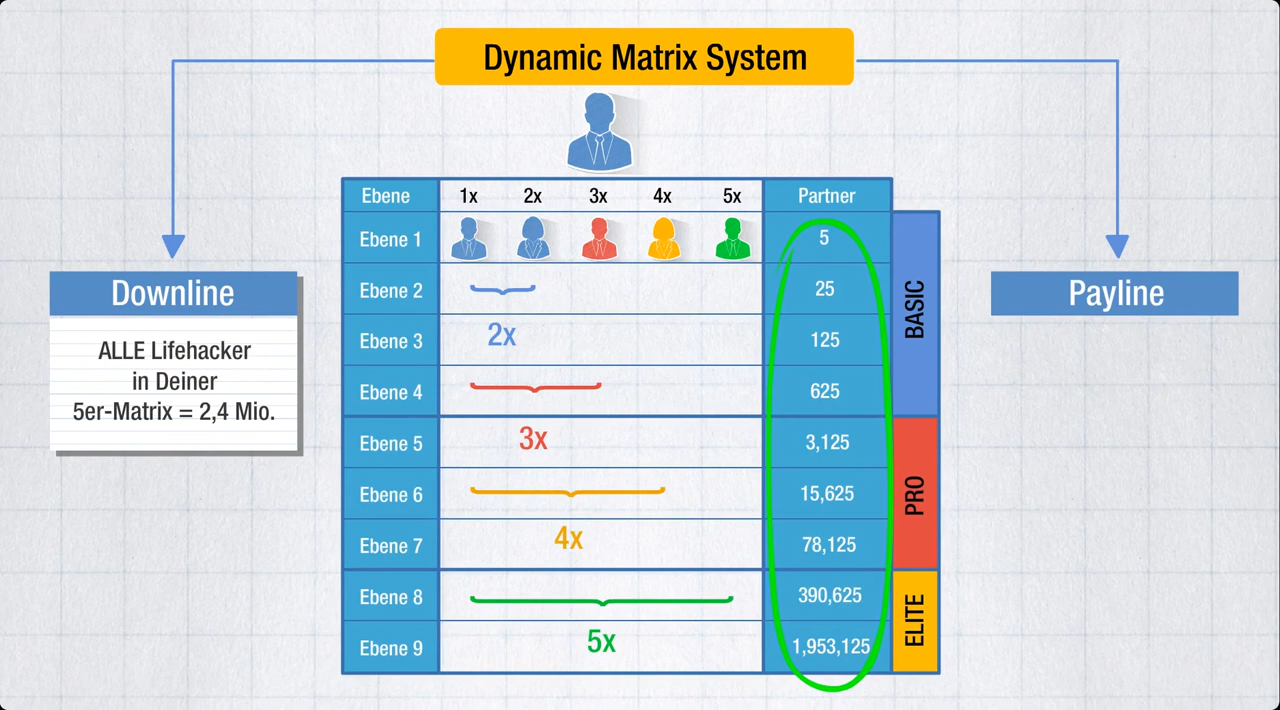 Dynamic Matrix System
Downline
ALLE Lifehacker
in Deiner
5er-Matrix = 2,4 Mio.
Ebene 1x 2x 3x 4x 5x Partner
Ebene 1 5
Ebene 2 25
Ebene 3 2x 125
Ebene 4 625
Ebene 5 3x 3,125
Ebene 6 15,625
Ebene 7 4x 78,125
Ebene 8 390,625
Ebene 9 5x 1,953,125
BASIC
PRO
ELITE
Payline